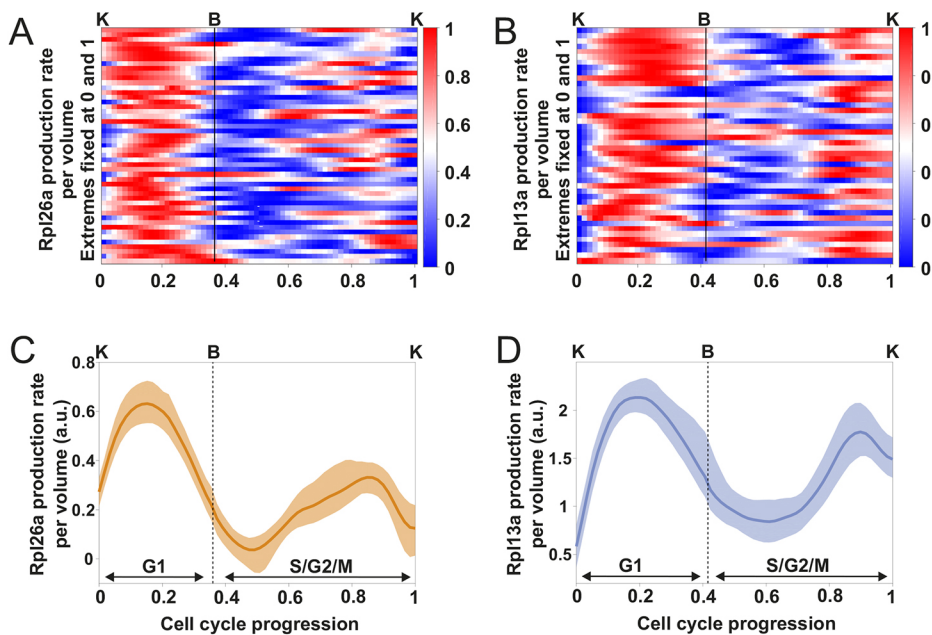 A
K B K
Rpl26a production rate
per volume
Extremes fixed at 0 and 1
1
0.8
0.6
0.4
0.2
0
0 0.2 0.4 0.6 0.8 1
B
K B K
Rpl13a production rate
per volume
Extremes fixed at 0 and 1
1
0
0
0
0
0
0 0.2 0.4 0.6 0.8 1
C
K B K
Rpl26a production rate
per volume (a.u.)
0.8
0.6
0.4
0.2
0
G1 S/G2/M
0 0.2 0.4 0.6 0.8 1
Cell cycle progression
D
K B K
Rpl13a production rate
per volume (a.u.)
2
1.5
1
0.5
G1 S/G2/M
0 0.2 0.4 0.6 0.8 1
Cell cycle progression